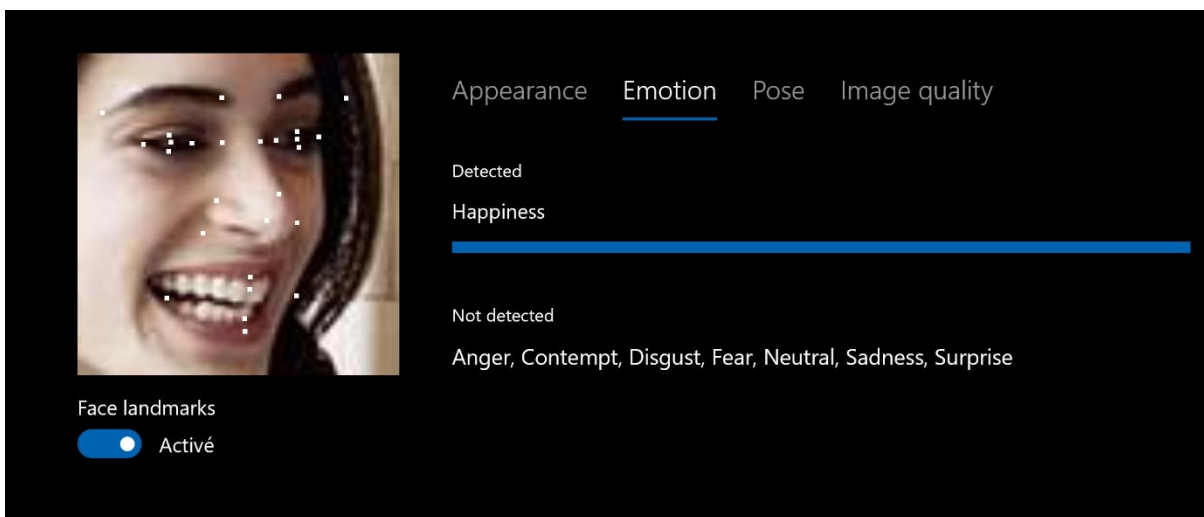 Appearance Emotion Pose Image quality
Detected
Happiness
Not detected
Anger, Contempt, Disgust, Fear, Neutral, Sadness, Surprise
Face landmarks
Activé